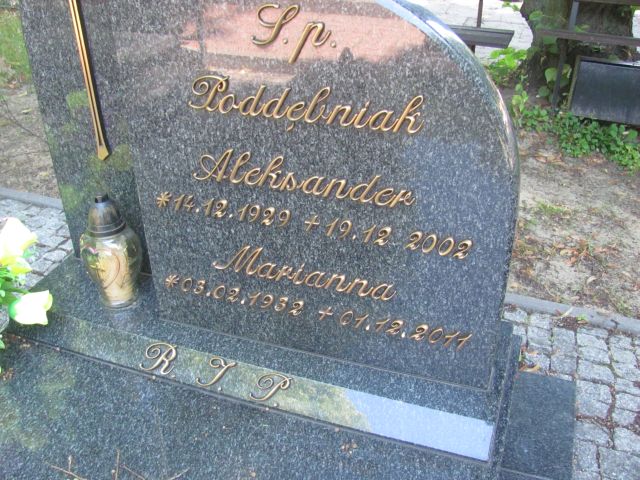 Ś.p.
Poddębniak
Aleksander
*14.12.1929 +19.12.2002
Marianna
*03.02.1932 +01.12.2011
R.I.P.